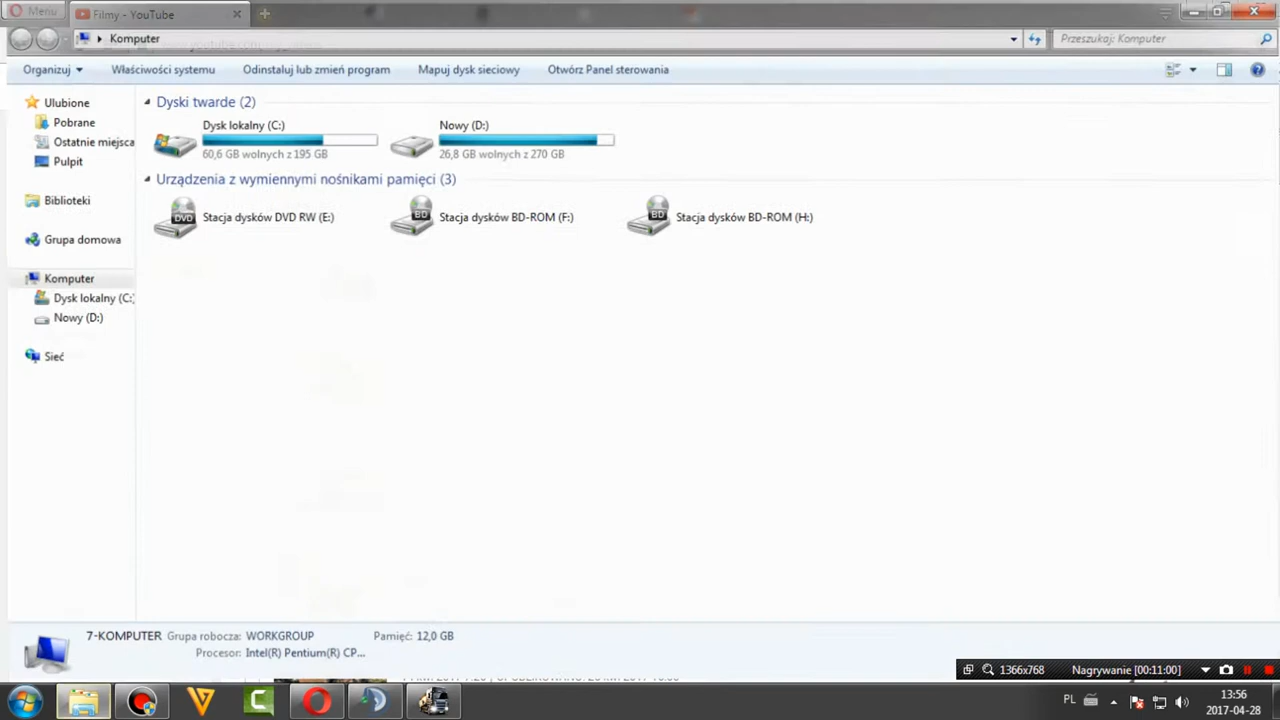 Menu
Filmy - YouTube
Komputer
Przeszukaj: Komputer
Organizuj
Właściwości systemu
Odinstaluj lub zmień program
Mapuj dysk sieciowy
Otwórz Panel sterowania
Ulubione
Pobrane
Ostatnie miejsca
Pulpit
Biblioteki
Grupa domowa
Komputer
Dysk lokalny (C:)
Nowy (D:)
Sieć
Dyski twarde (2)
Dysk lokalny (C:)
60,6 GB wolnych z 195 GB
Nowy (D:)
26,8 GB wolnych z 270 GB
Urządzenia z wymiennymi nośnikami pamięci (3)
DVD
Stacja dysków DVD RW (E:)
BD
Stacja dysków BD-ROM (F:)
BD
Stacja dysków BD-ROM (H:)
7-KOMPUTER Grupa robocza: WORKGROUP Pamięć: 12,0 GB
Procesor: Intel(R) Pentium(R) CP...
1366x768 Nagrywanie [00:11:00]
PL
13:56
2017-04-28